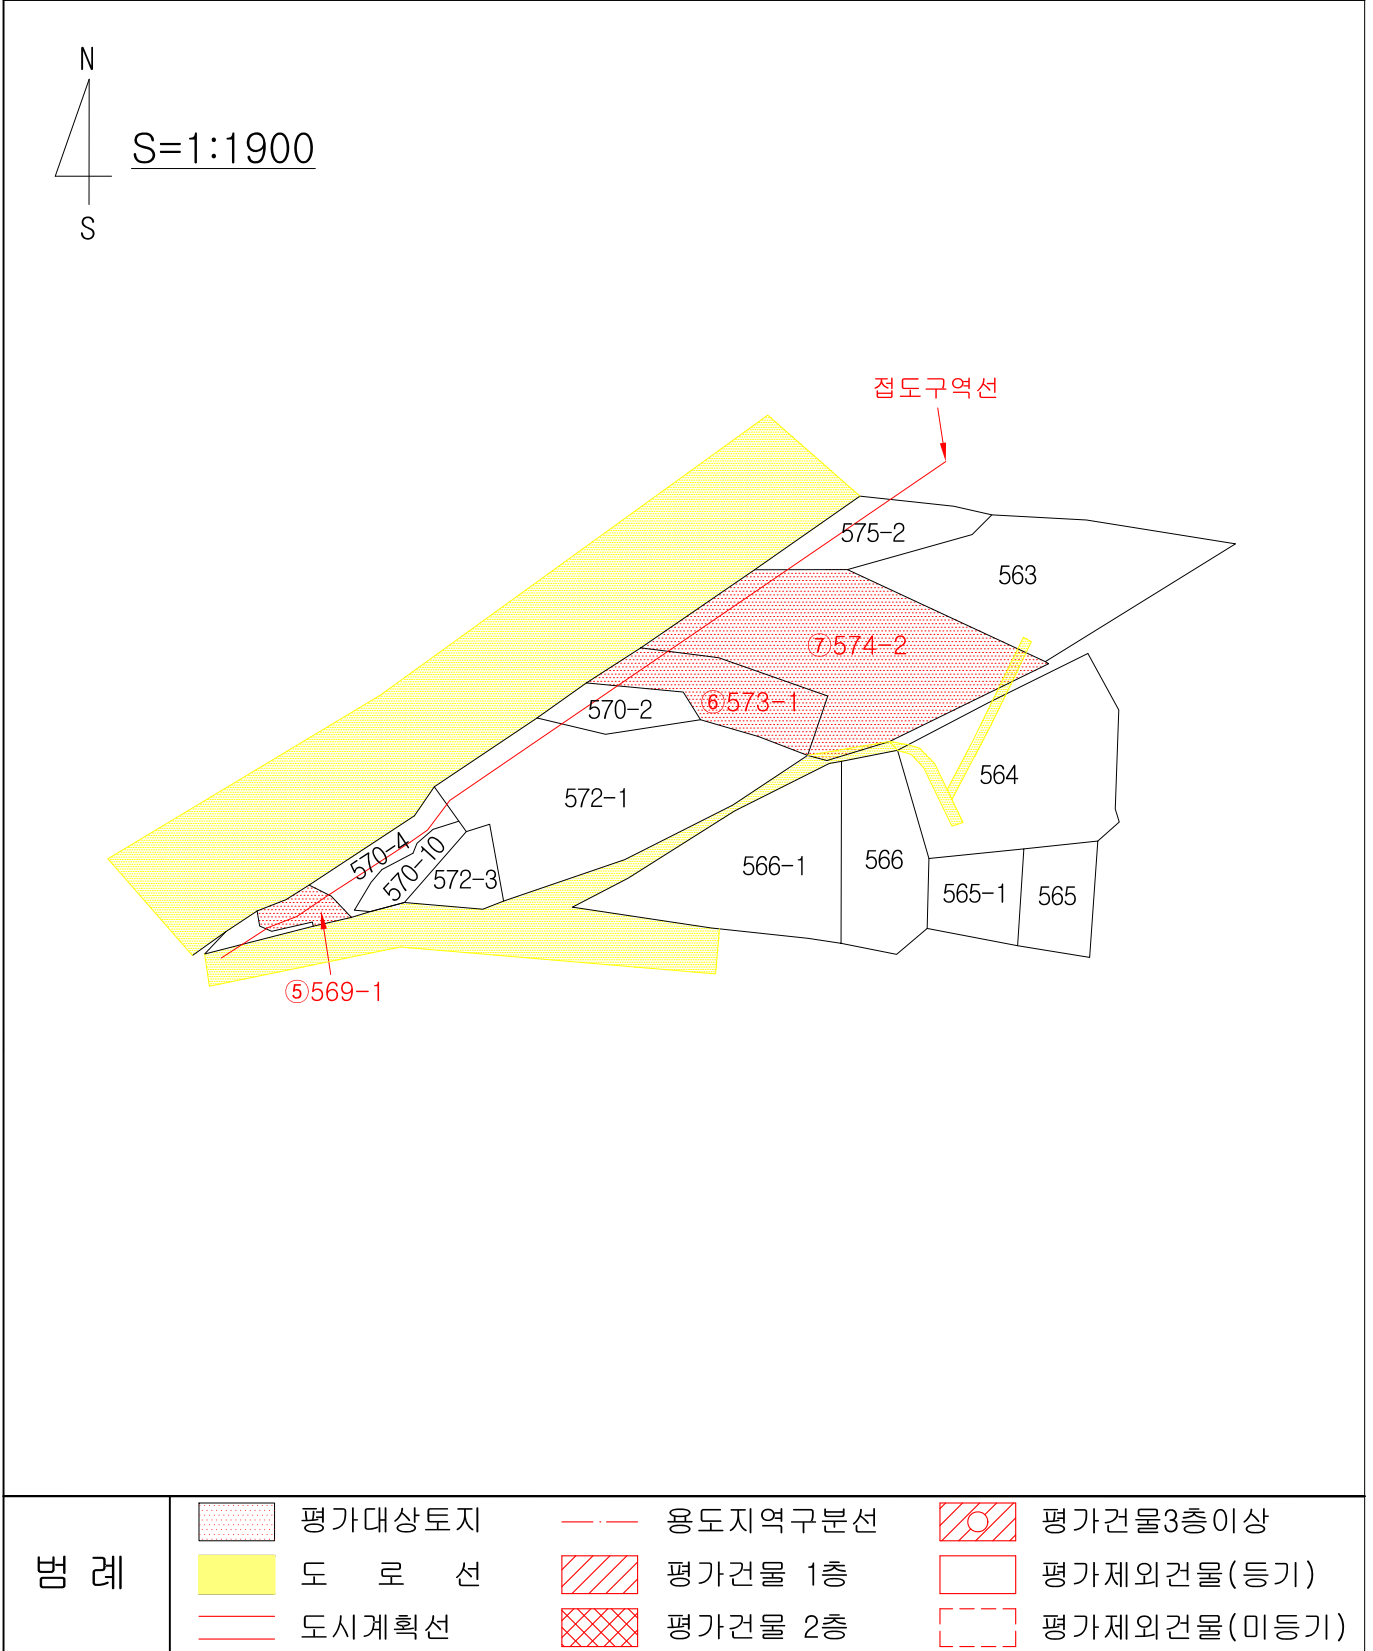 N
S=1:1900
S
접도구역선
575-2
563
⑦574-2
⑥573-1
570-2
564
572-1
570-4
570-10
572-3
566-1
566
565-1
565
⑤569-1
범 례
평가대상토지
용도지역구분선
평가건물3층이상
도 로 선
평가건물 1층
평가제외건물(등기)
도시계획선
평가건물 2층
평가제외건물(미등기)